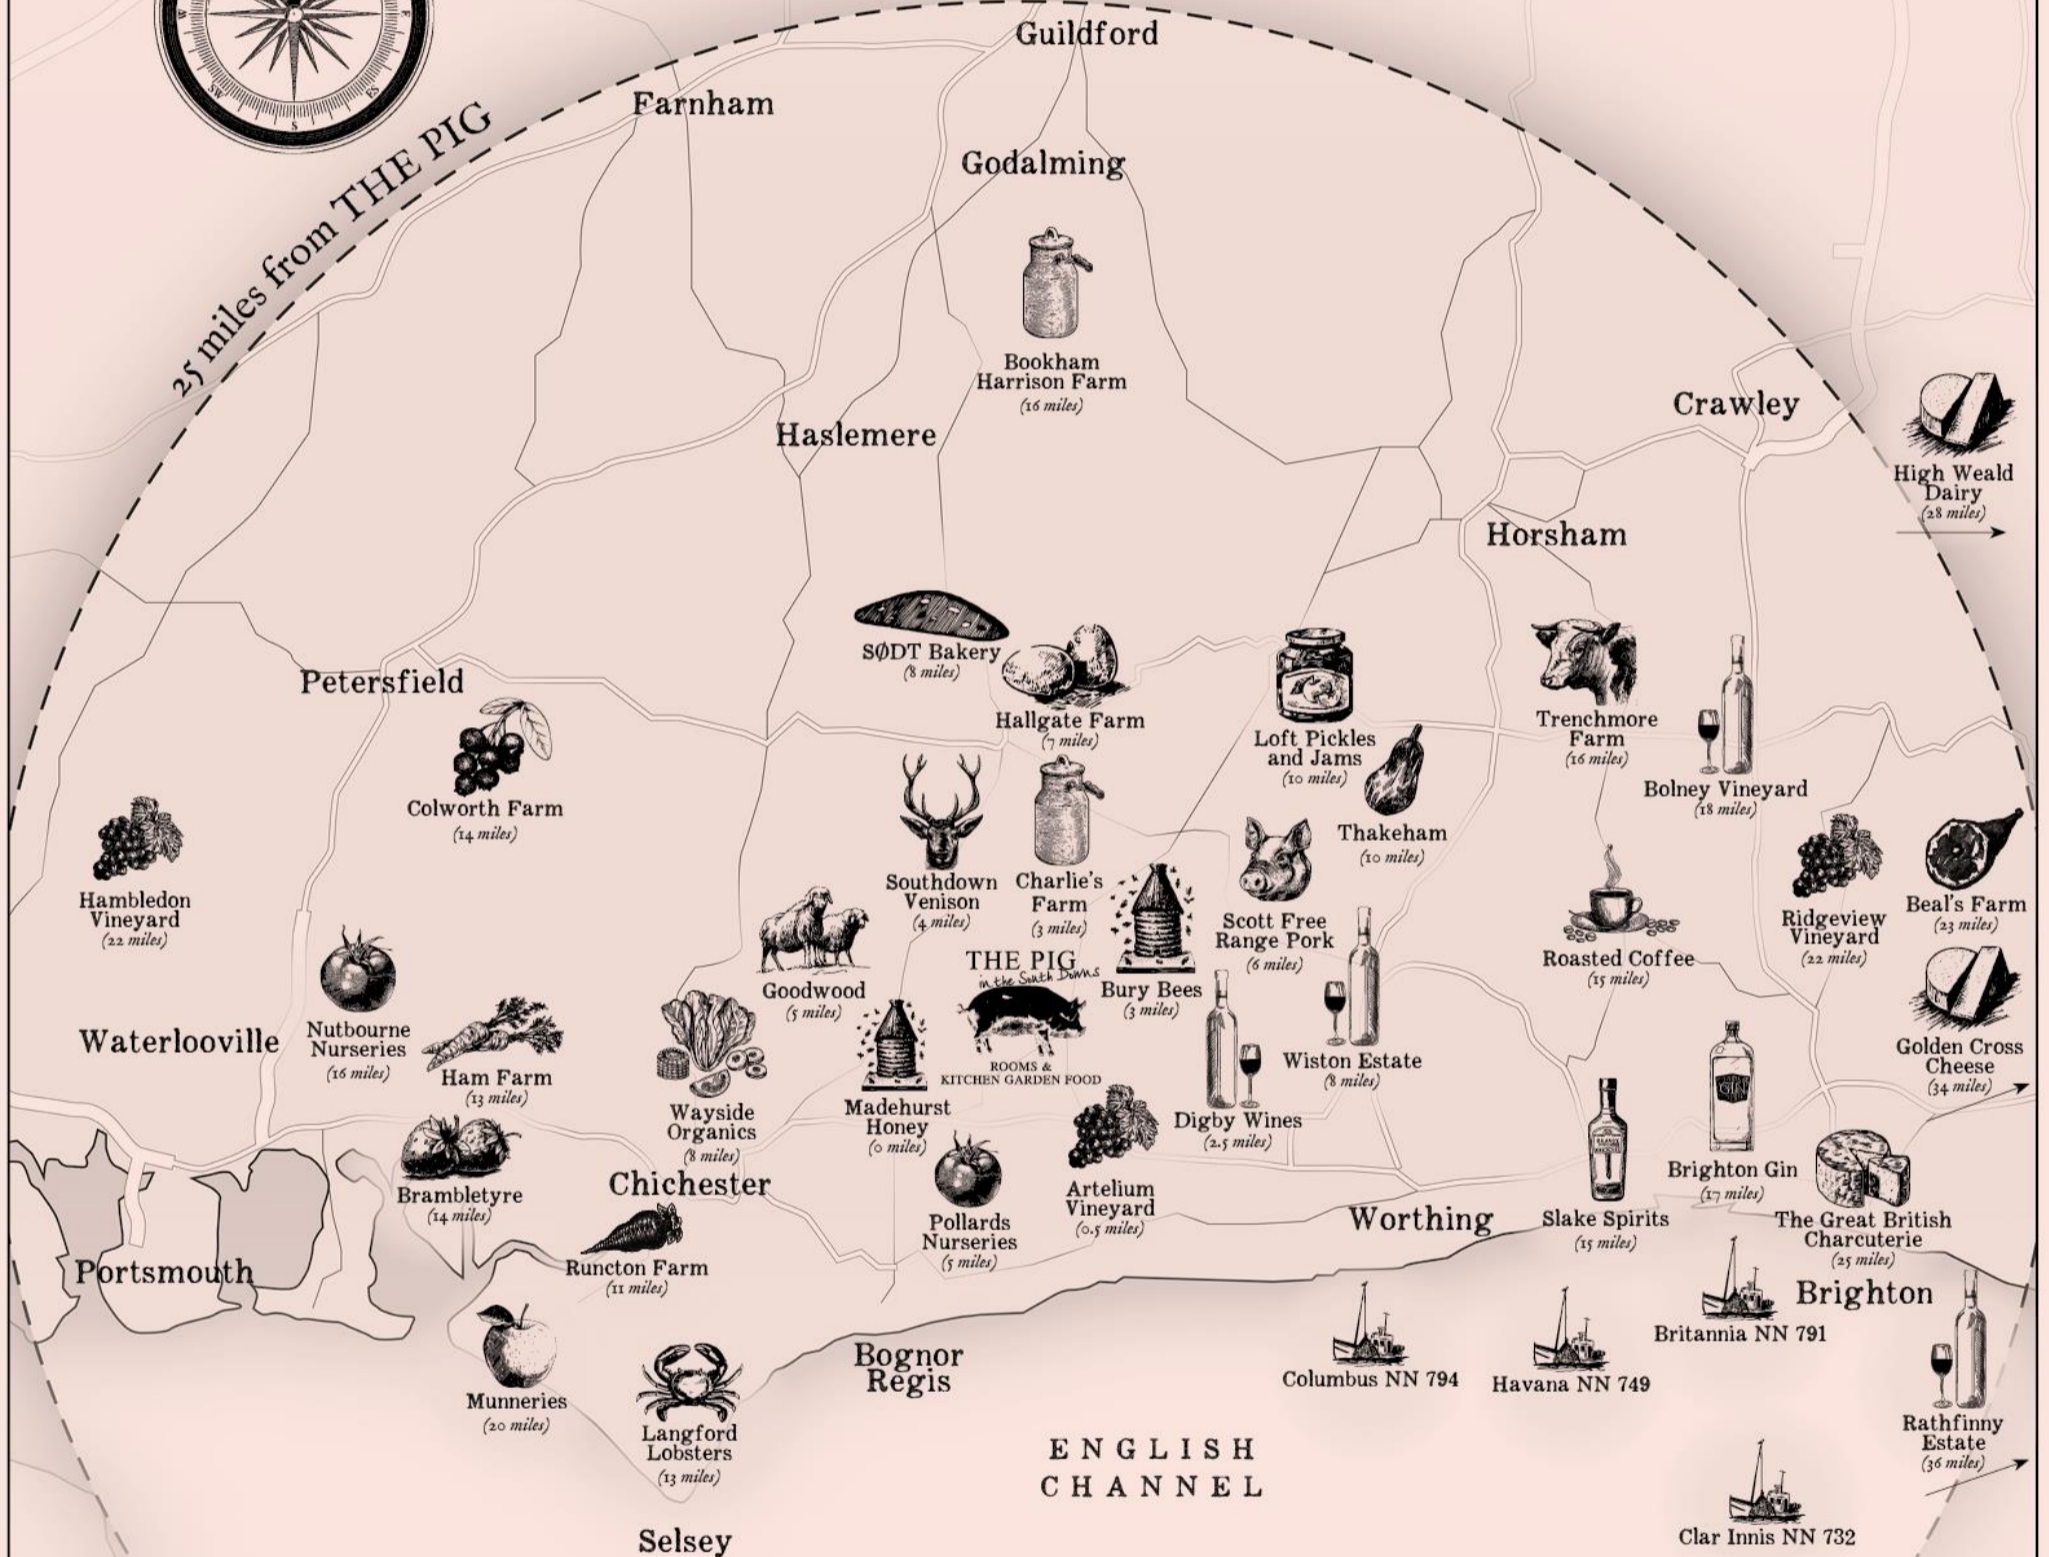 W
E
SW
S
ES
25 miles from THE PIG
Guildford
Farnham
Godalming
Bookham
Harrison Farm
(16 miles)
Crawley
Haslemere
High Weald
Dairy
(28 miles)
Horsham
SØDT Bakery
(8 miles)
Petersfield
Hallgate Farm
(7 miles)
Loft Pickles
and Jams
(10 miles)
Trenchmore
Farm
(16 miles)
Bolney Vineyard
(18 miles)
Colworth Farm
(14 miles)
Thakeham
(10 miles)
Hambledon
Vineyard
(22 miles)
Southdown
Venison
(4 miles)
Charlie's
Farm
(3 miles)
Scott Free
Range Pork
(6 miles)
Roasted Coffee
(15 miles)
Ridgeview
Vineyard
(22 miles)
Beal's Farm
(23 miles)
Goodwood
(5 miles)
THE PIG
in the South Downs
ROOMS &
KITCHEN GARDEN FOOD
Bury Bees
(3 miles)
Waterlooville
Nutbourne
Nurseries
(16 miles)
Ham Farm
(13 miles)
Wiston Estate
(8 miles)
Golden Cross
Cheese
(34 miles)
Wayside
Organics
(8 miles)
Madehurst
Honey
(0 miles)
Digby Wines
(2.5 miles)
GIN
Brighton Gin
(17 miles)
Chichester
Brambletyre
(14 miles)
Pollards
Nurseries
(5 miles)
Artelium
Vineyard
(0.5 miles)
Worthing
Slake Spirits
(15 miles)
The Great British
Charcuterie
(25 miles)
Portsmouth
Runcton Farm
(11 miles)
Brighton
Britannia NN 791
Columbus NN 794
Havana NN 749
Munneries
(20 miles)
Bognor
Regis
Langford
Lobsters
(13 miles)
ENGLISH
CHANNEL
Rathfinny
Estate
(36 miles)
Selsey
Clar Innis NN 732